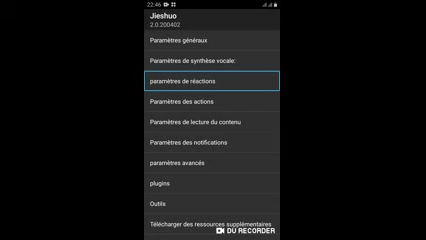 22:46
Jieshuo
2.0.200402
Paramètres généraux
Paramètres de synthèse vocale:
paramètres de réactions
Paramètres des actions
Paramètres de lecture du contenu
Paramètres des notifications
paramètres avancés
plugins
Outils
Télécharger des ressources supplémentaires
DU RECORDER